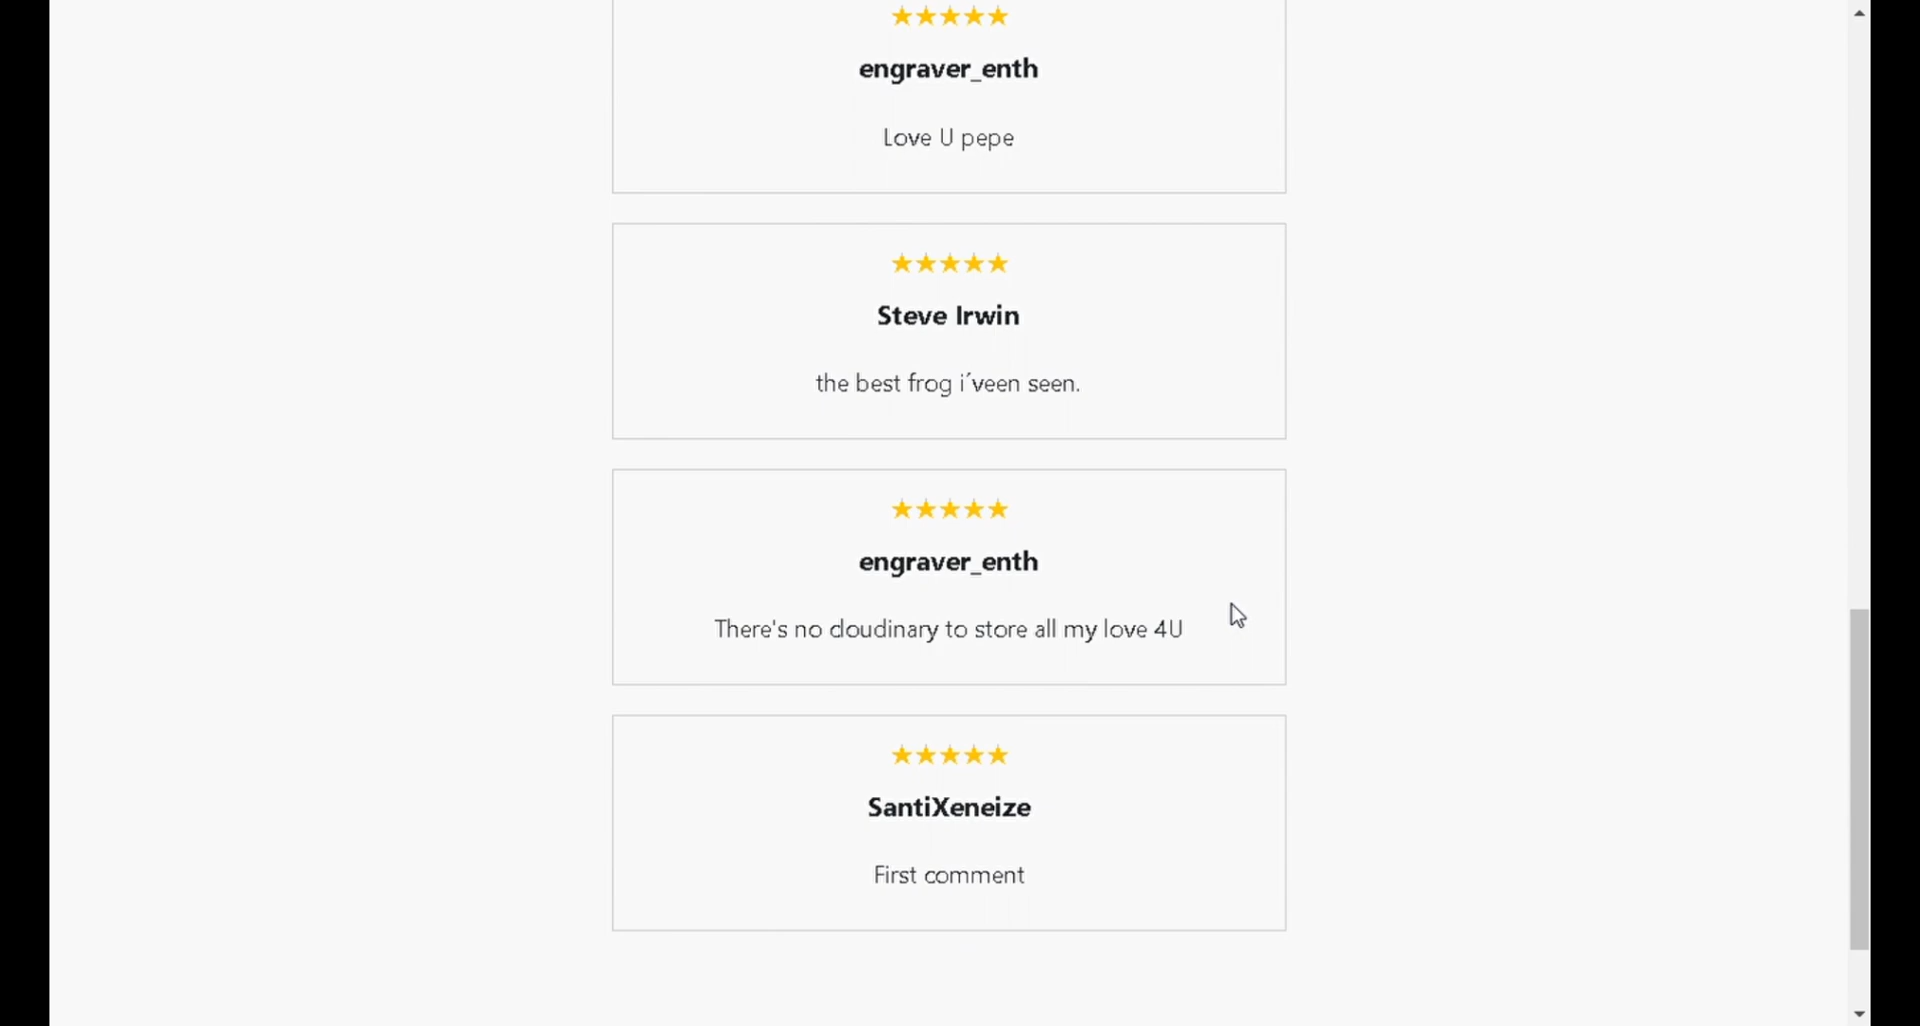 ★★★★★
engraver_enth
Love U pepe
★★★★★
Steve Irwin
the best frog i´veen seen.
★★★★★
engraver_enth
There's no cloudinary to store all my love 4U
★★★★★
SantiXeneize
First comment